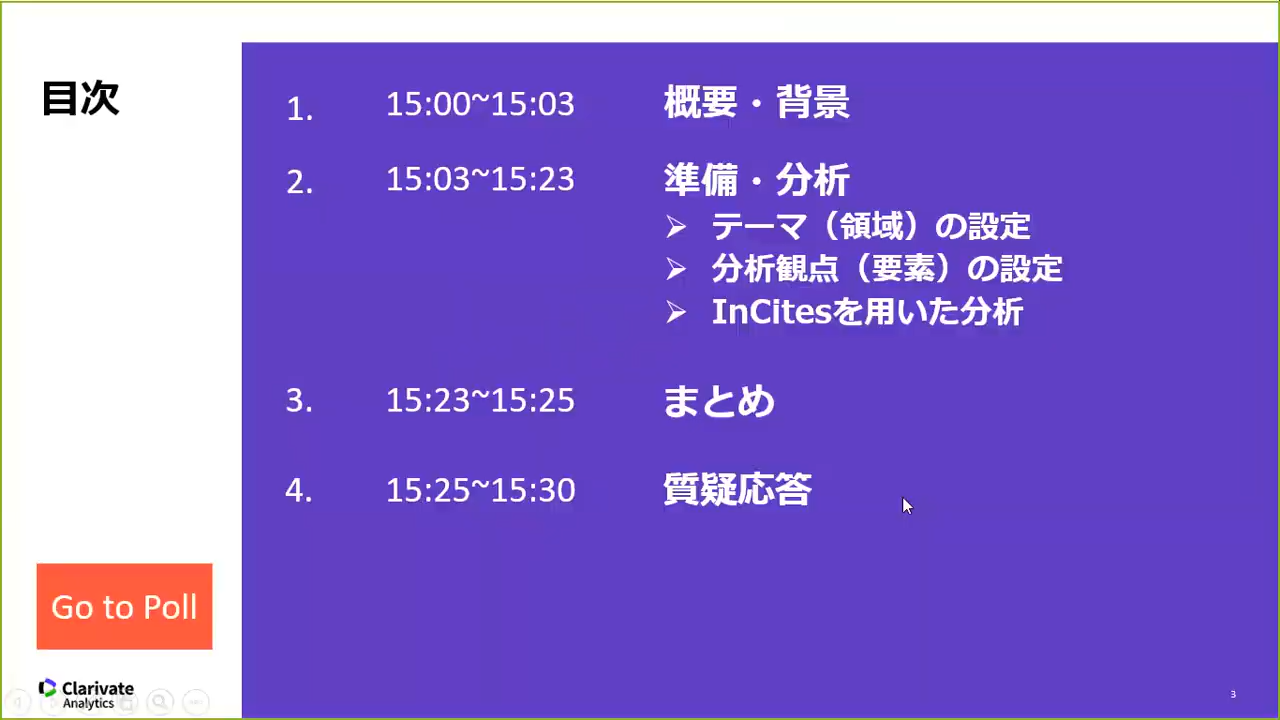 目次
1. 15:00~15:03 概要・背景
2. 15:03~15:23 準備・分析
テーマ（領域）の設定
分析観点（要素）の設定
InCitesを用いた分析
3. 15:23~15:25 まとめ
4. 15:25~15:30 質疑応答
Go to Poll
Clarivate
Analytics
3